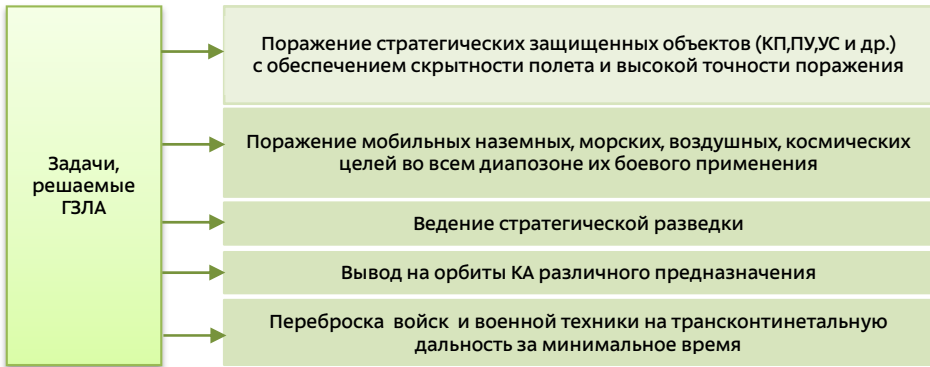 Задачи,
решаемые
ГЗЛА
Поражение стратегических защищенных объектов (КП,ПУ,УС и др.)
с обеспечением скрытности полета и высокой точности поражения
Поражение мобильных наземных, морских, воздушных, космических
целей во всем диапозоне их боевого применения
Ведение стратегической разведки
Вывод на орбиты КА различного предназначения
Переброска войск и военной техники на трансконтинетальную
дальность за минимальное время